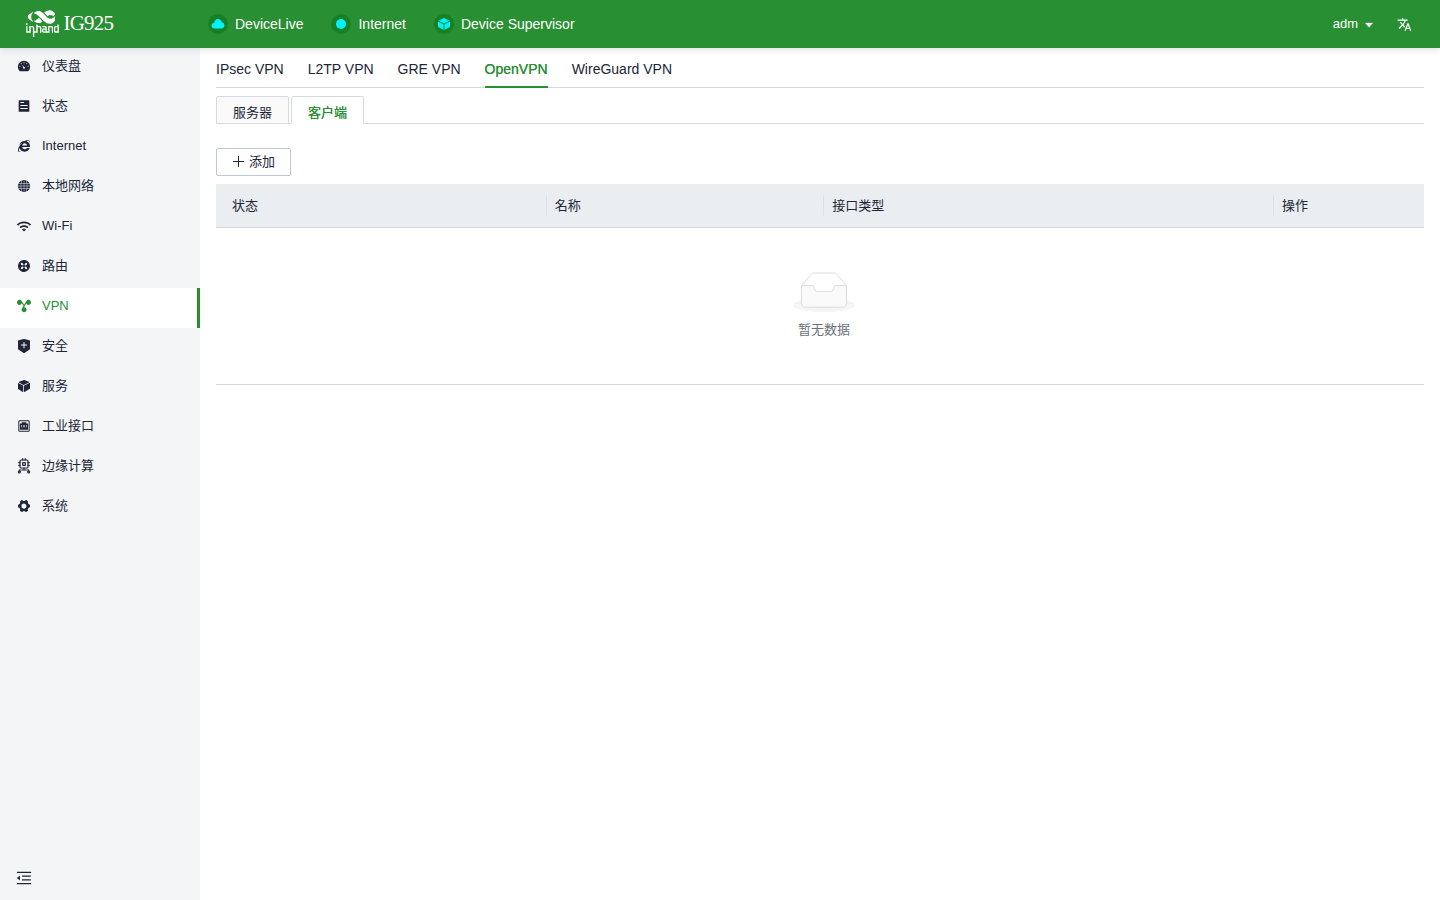 inhand IG925
DeviceLive
Internet
Device Supervisor
adm
仪表盘
状态
Internet
本地网络
Wi-Fi
路由
VPN
安全
服务
工业接口
边缘计算
系统
IPsec VPN
L2TP VPN
GRE VPN
OpenVPN
WireGuard VPN
服务器
客户端
添加
状态
名称
接口类型
操作
暂无数据